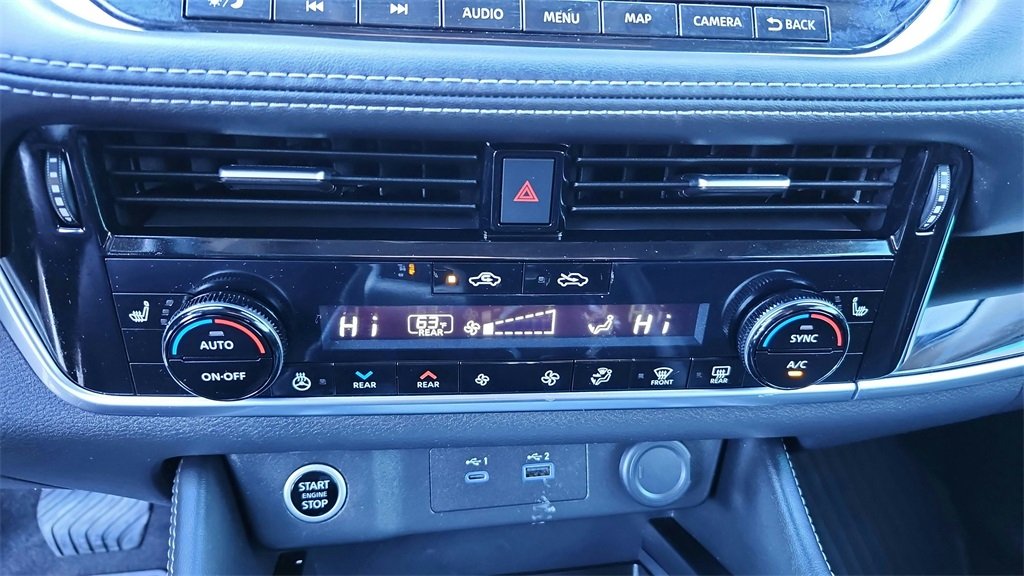 AUDIO MENU MAP CAMERA BACK
Hi 63°F REAR Hi
AUTO SYNC
ON·OFF A/C
REAR REAR FRONT REAR
1 2
START
ENGINE
STOP